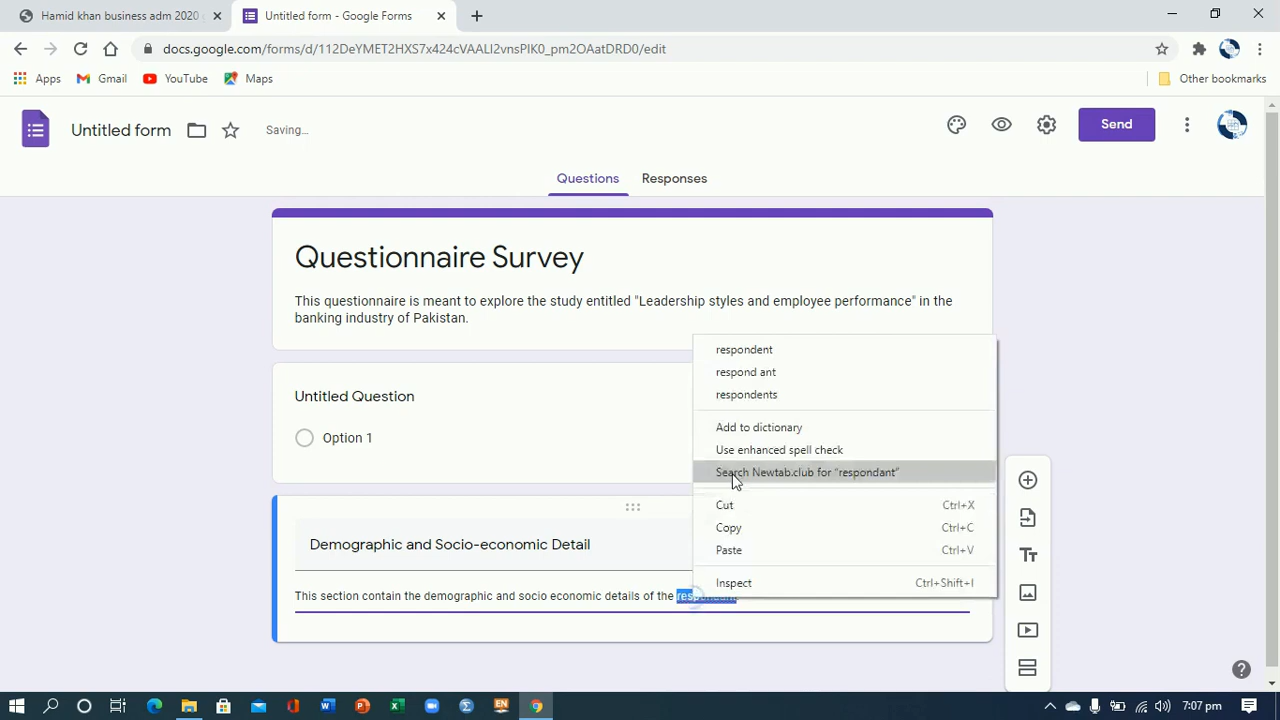 Hamid khan business adm 2020
Untitled form - Google Forms
docs.google.com/forms/d/112DeYMET2HXS7x424cVAALI2vnsPlK0_pm2OAatDRD0/edit
Apps
Gmail
YouTube
Maps
Other bookmarks
Untitled form
Saving...
Send
Questions
Responses
Questionnaire Survey
This questionnaire is meant to explore the study entitled "Leadership styles and employee performance" in the
banking industry of Pakistan.
Untitled Question
Option 1
Demographic and Socio-economic Detail
This section contain the demographic and socio economic details of the
respondent
respond ant
respondents
Add to dictionary
Use enhanced spell check
Search Newtab.club for "respondant"
Cut Ctrl+X
Copy Ctrl+C
Paste Ctrl+V
Inspect Ctrl+Shift+I
7:07 pm